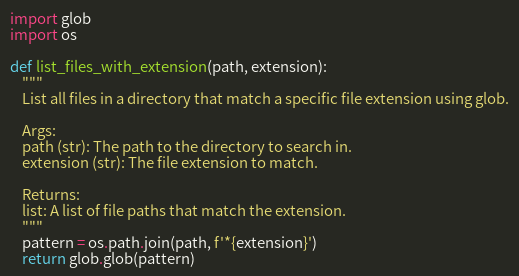 import glob
import os
def list_files_with_extension(path, extension):
"""
List all files in a directory that match a specific file extension using glob.
Args:
path (str): The path to the directory to search in.
extension (str): The file extension to match.
Returns:
list: A list of file paths that match the extension.
"""
pattern = os.path.join(path, f'*{extension}')
return glob.glob(pattern)